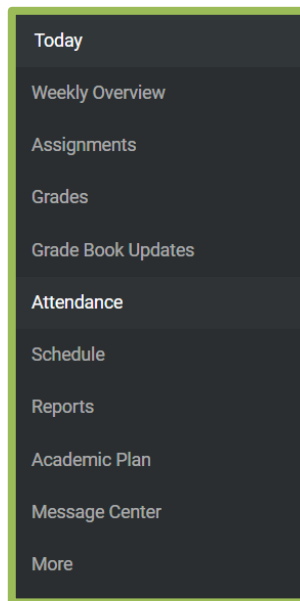 Today
Weekly Overview
Assignments
Grades
Grade Book Updates
Attendance
Schedule
Reports
Academic Plan
Message Center
More